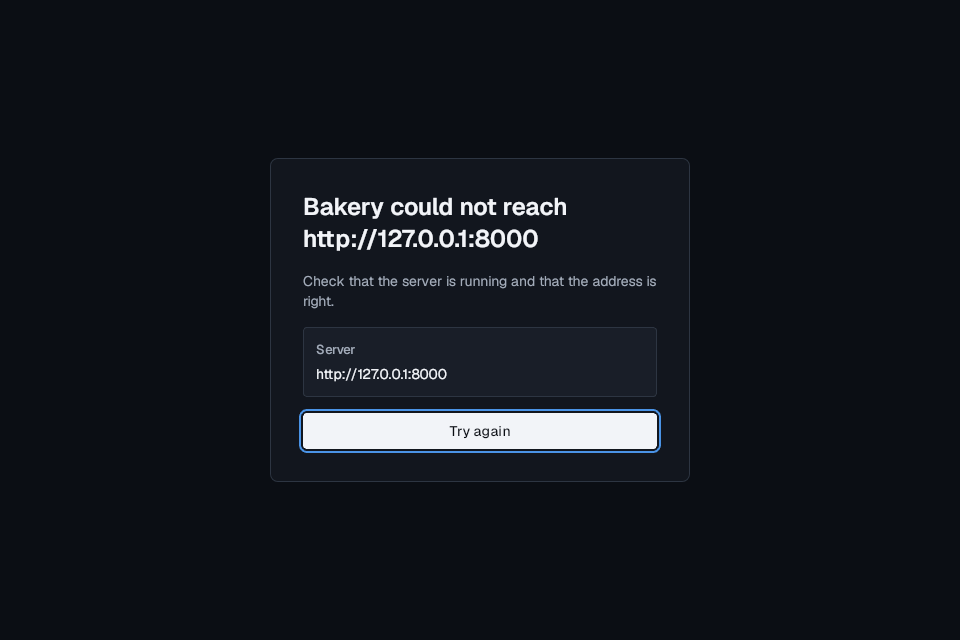 Bakery could not reach
http://127.0.0.1:8000
Check that the server is running and that the address is
right.
Server
http://127.0.0.1:8000
Try again